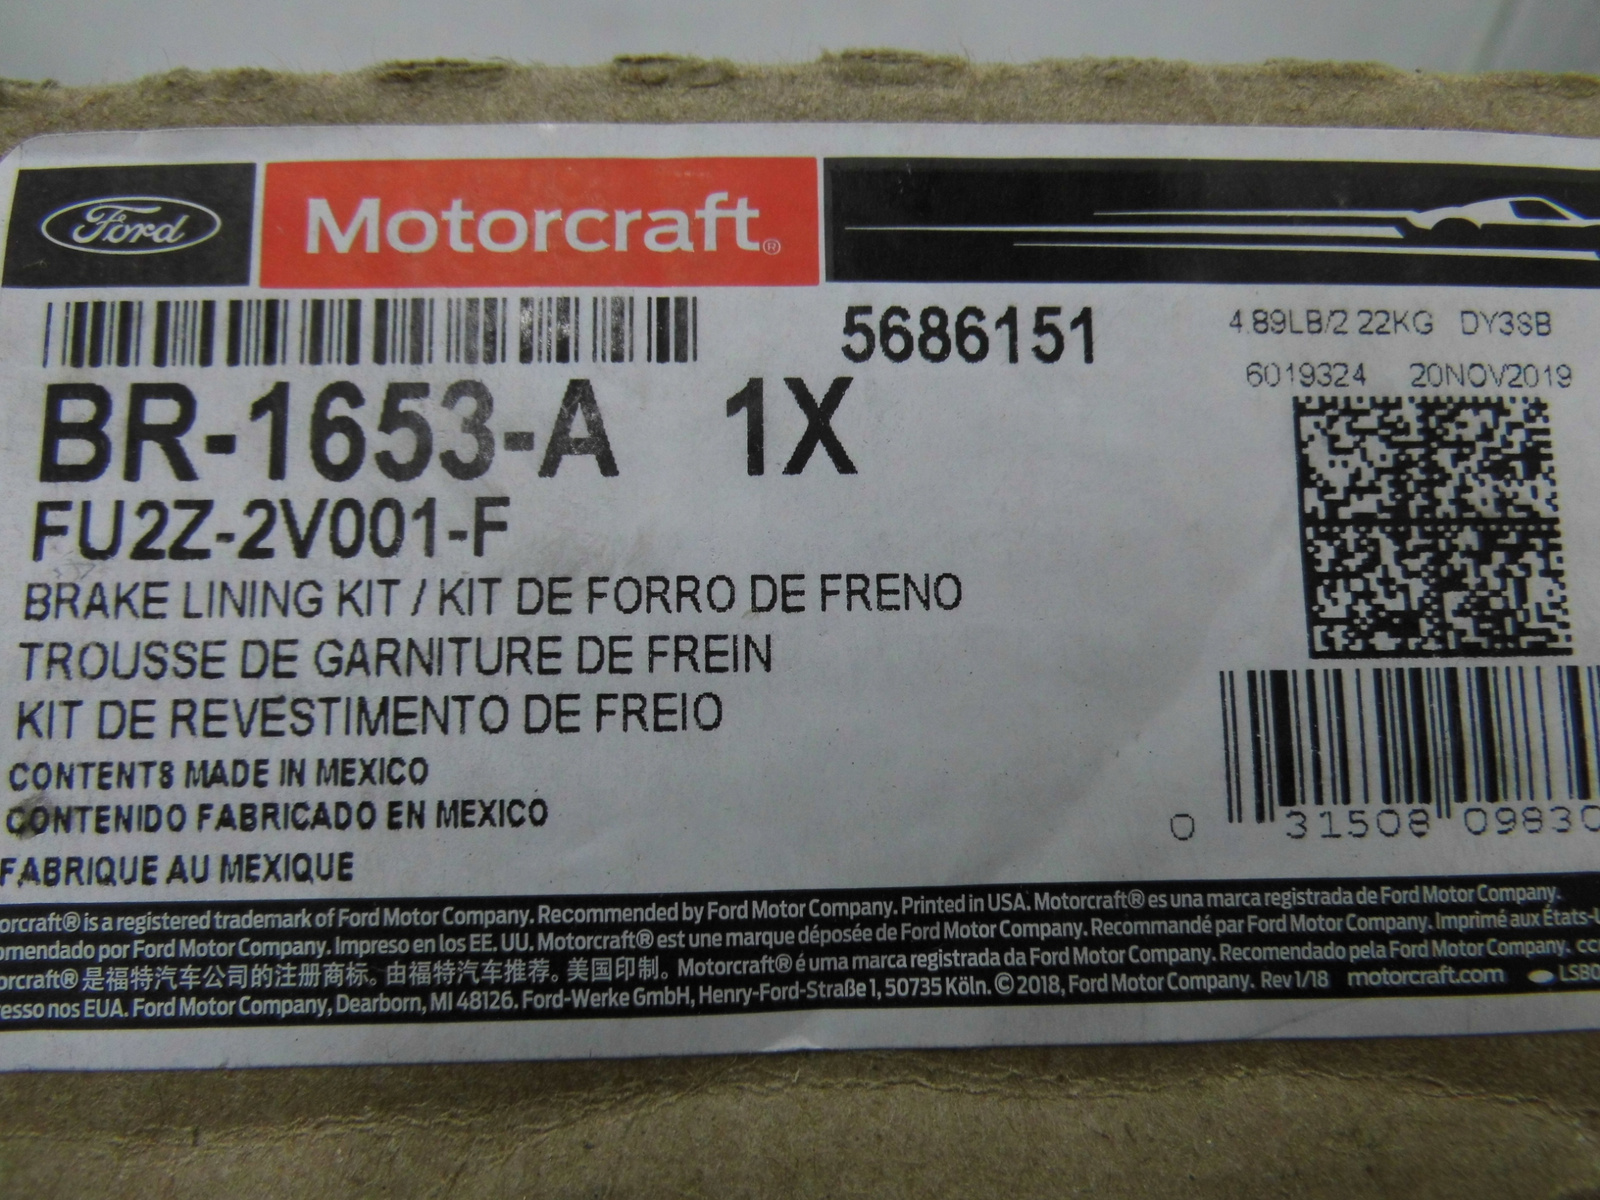 Ford Motorcraft®
5686151 4.89LB/2 22KG DY3SB
6019324 20NOV2019
BR-1653-A 1X
FU2Z-2V001-F
BRAKE LINING KIT / KIT DE FORRO DE FRENO
TROUSSE DE GARNITURE DE FREIN
KIT DE REVESTIMENTO DE FREIO
CONTENTS MADE IN MEXICO
CONTENIDO FABRICADO EN MEXICO
FABRIQUE AU MEXIQUE
0 31508 09830
orcraft® is a registered trademark of Ford Motor Company. Recommended by Ford Motor Company. Printed in USA. Motorcraft® es una marca registrada de Ford Motor Company.
omendado por Ford Motor Company. Impreso en los EE. UU. Motorcraft® est une marque déposée de Ford Motor Company. Recommandé par Ford Motor Company. Imprimé aux États-U
orcraft® 是福特汽车公司的注册商标。由福特汽车推荐。美国印制。Motorcraft® é uma marca registrada da Ford Motor Company. Recomendado pela Ford Motor Company.
esso nos EUA. Ford Motor Company, Dearborn, MI 48126. Ford-Werke GmbH, Henry-Ford-Straße 1, 50735 Köln. © 2018, Ford Motor Company. Rev 1/18 motorcraft.com LS80